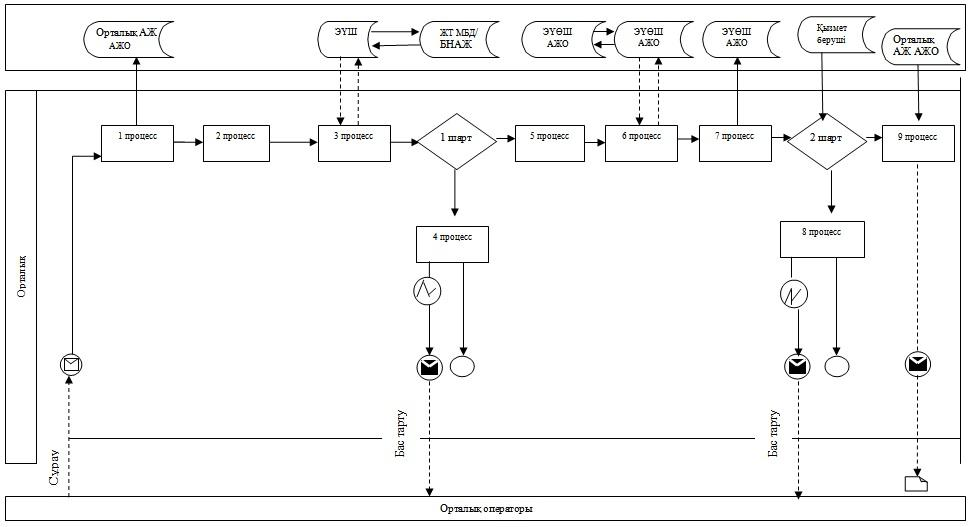 Орталық АЖ
АЖО
ЭҮШ
ЖТ МБД/
БНАЖ
ЭҮӨШ
АЖО
ЭҮӨШ
АЖО
ЭҮӨШ
АЖО
Қызмет
беруші
Орталық
АЖ АЖО
1 процесс
2 процесс
3 процесс
1 шарт
5 процесс
6 процесс
7 процесс
2 шарт
9 процесс
4 процесс
8 процесс
Орталық
Сұрау
Бас тарту
Бас тарту
Орталық операторы